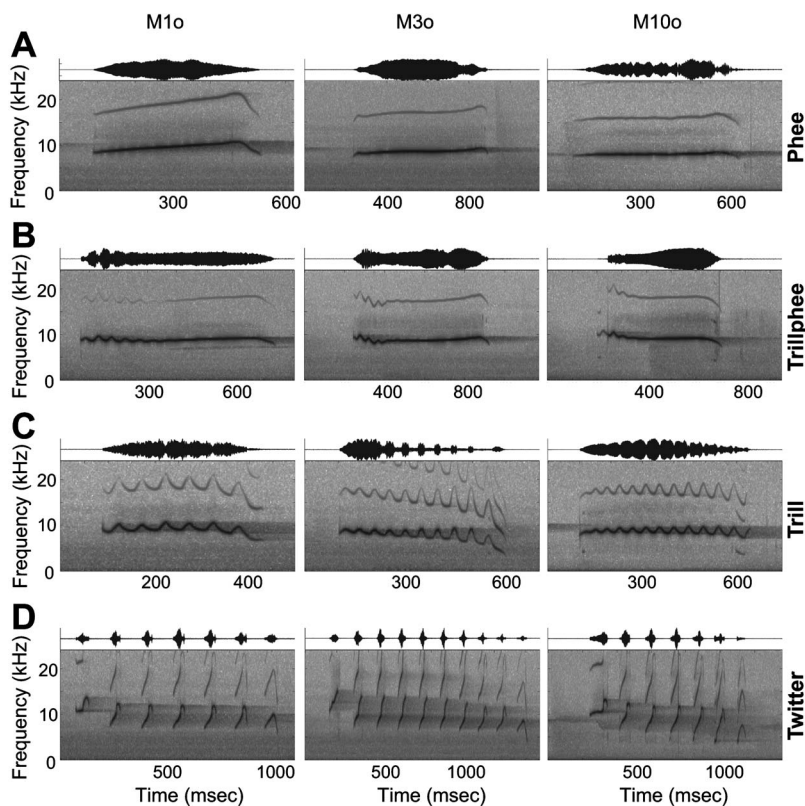 M1o M3o M10o
A
Frequency (kHz)
20
10
0
300 600
400 800
300 600
Phee
B
Frequency (kHz)
20
10
0
300 600
400 800
400 800
Trillphee
C
Frequency (kHz)
20
10
0
200 400
300 600
300 600
Trill
D
Frequency (kHz)
20
10
0
500 1000
500 1000
500 1000
Twitter
Time (msec) Time (msec) Time (msec)